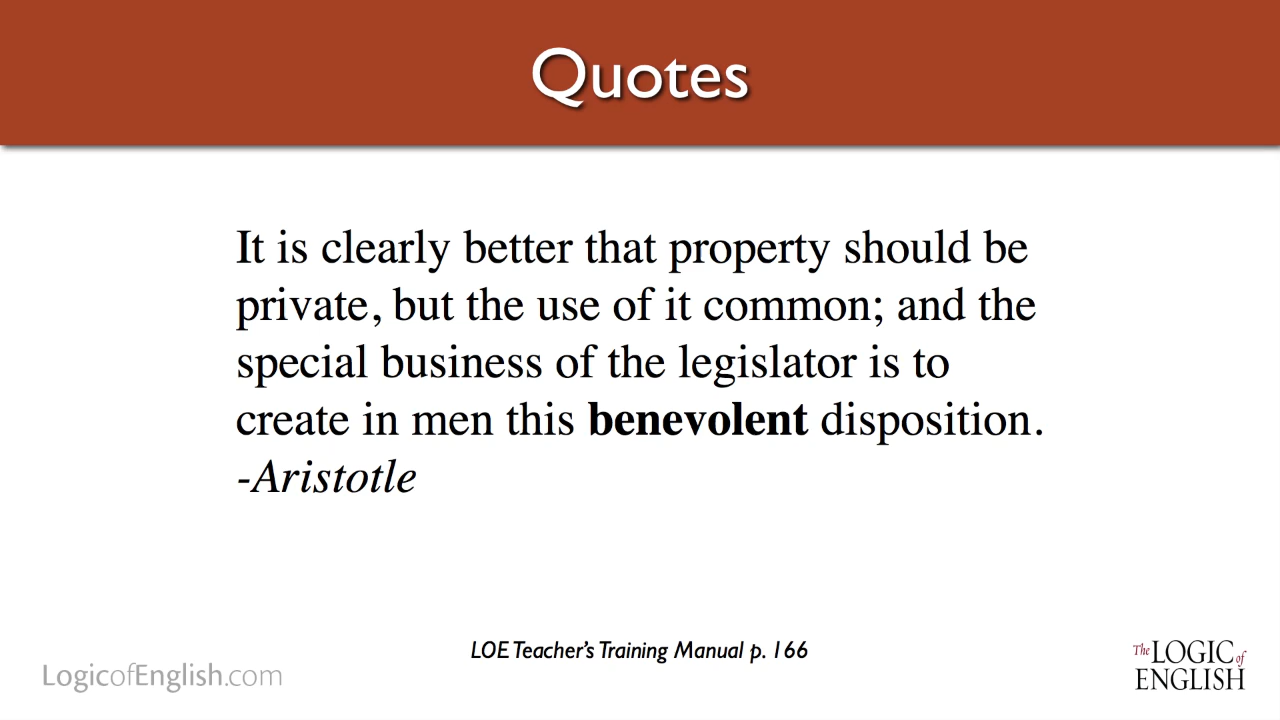 Quotes
It is clearly better that property should be
private, but the use of it common; and the
special business of the legislator is to
create in men this benevolent disposition.
-Aristotle
LOE Teacher's Training Manual p. 166
LogicofEnglish.com
The LOGIC of
ENGLISH